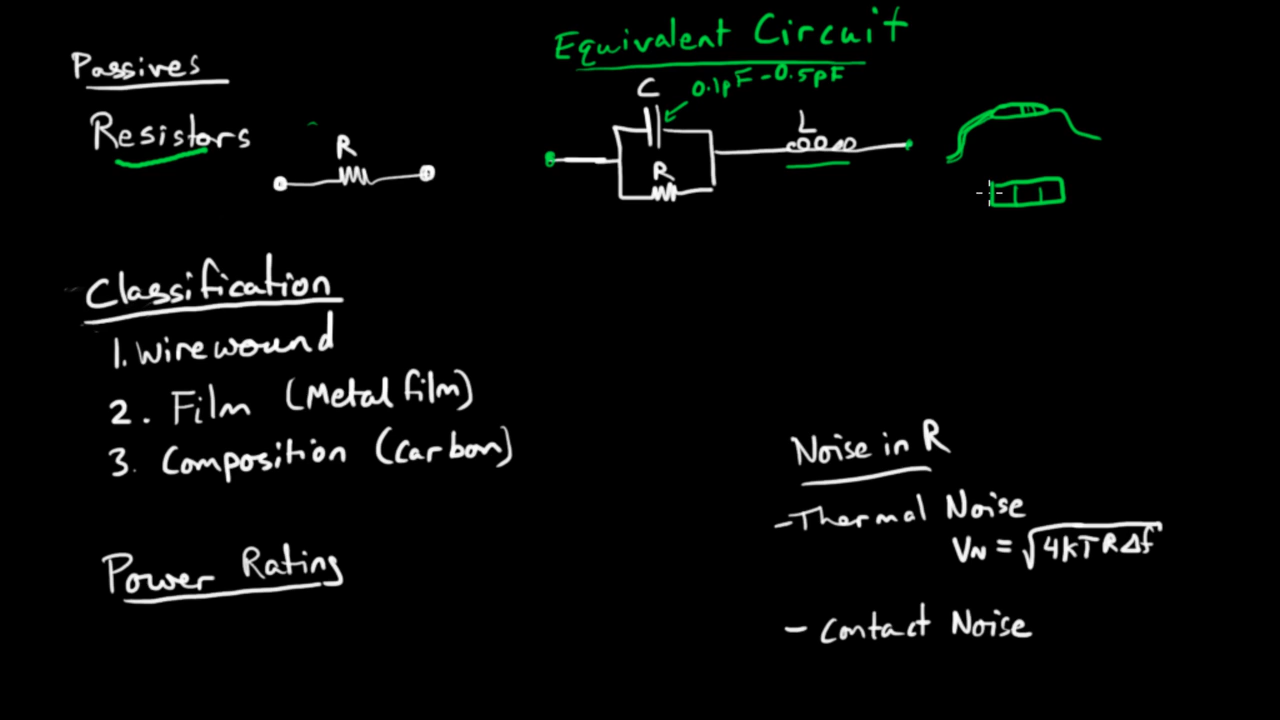 Passives
Resistors
R
Equivalent Circuit
C
0.1pF - 0.5pF
L
R
Classification
1. Wirewound
2. Film (Metal film)
3. Composition (Carbon)
Power Rating
Noise in R
- Thermal Noise
VN = √4kTRΔf
- Contact Noise